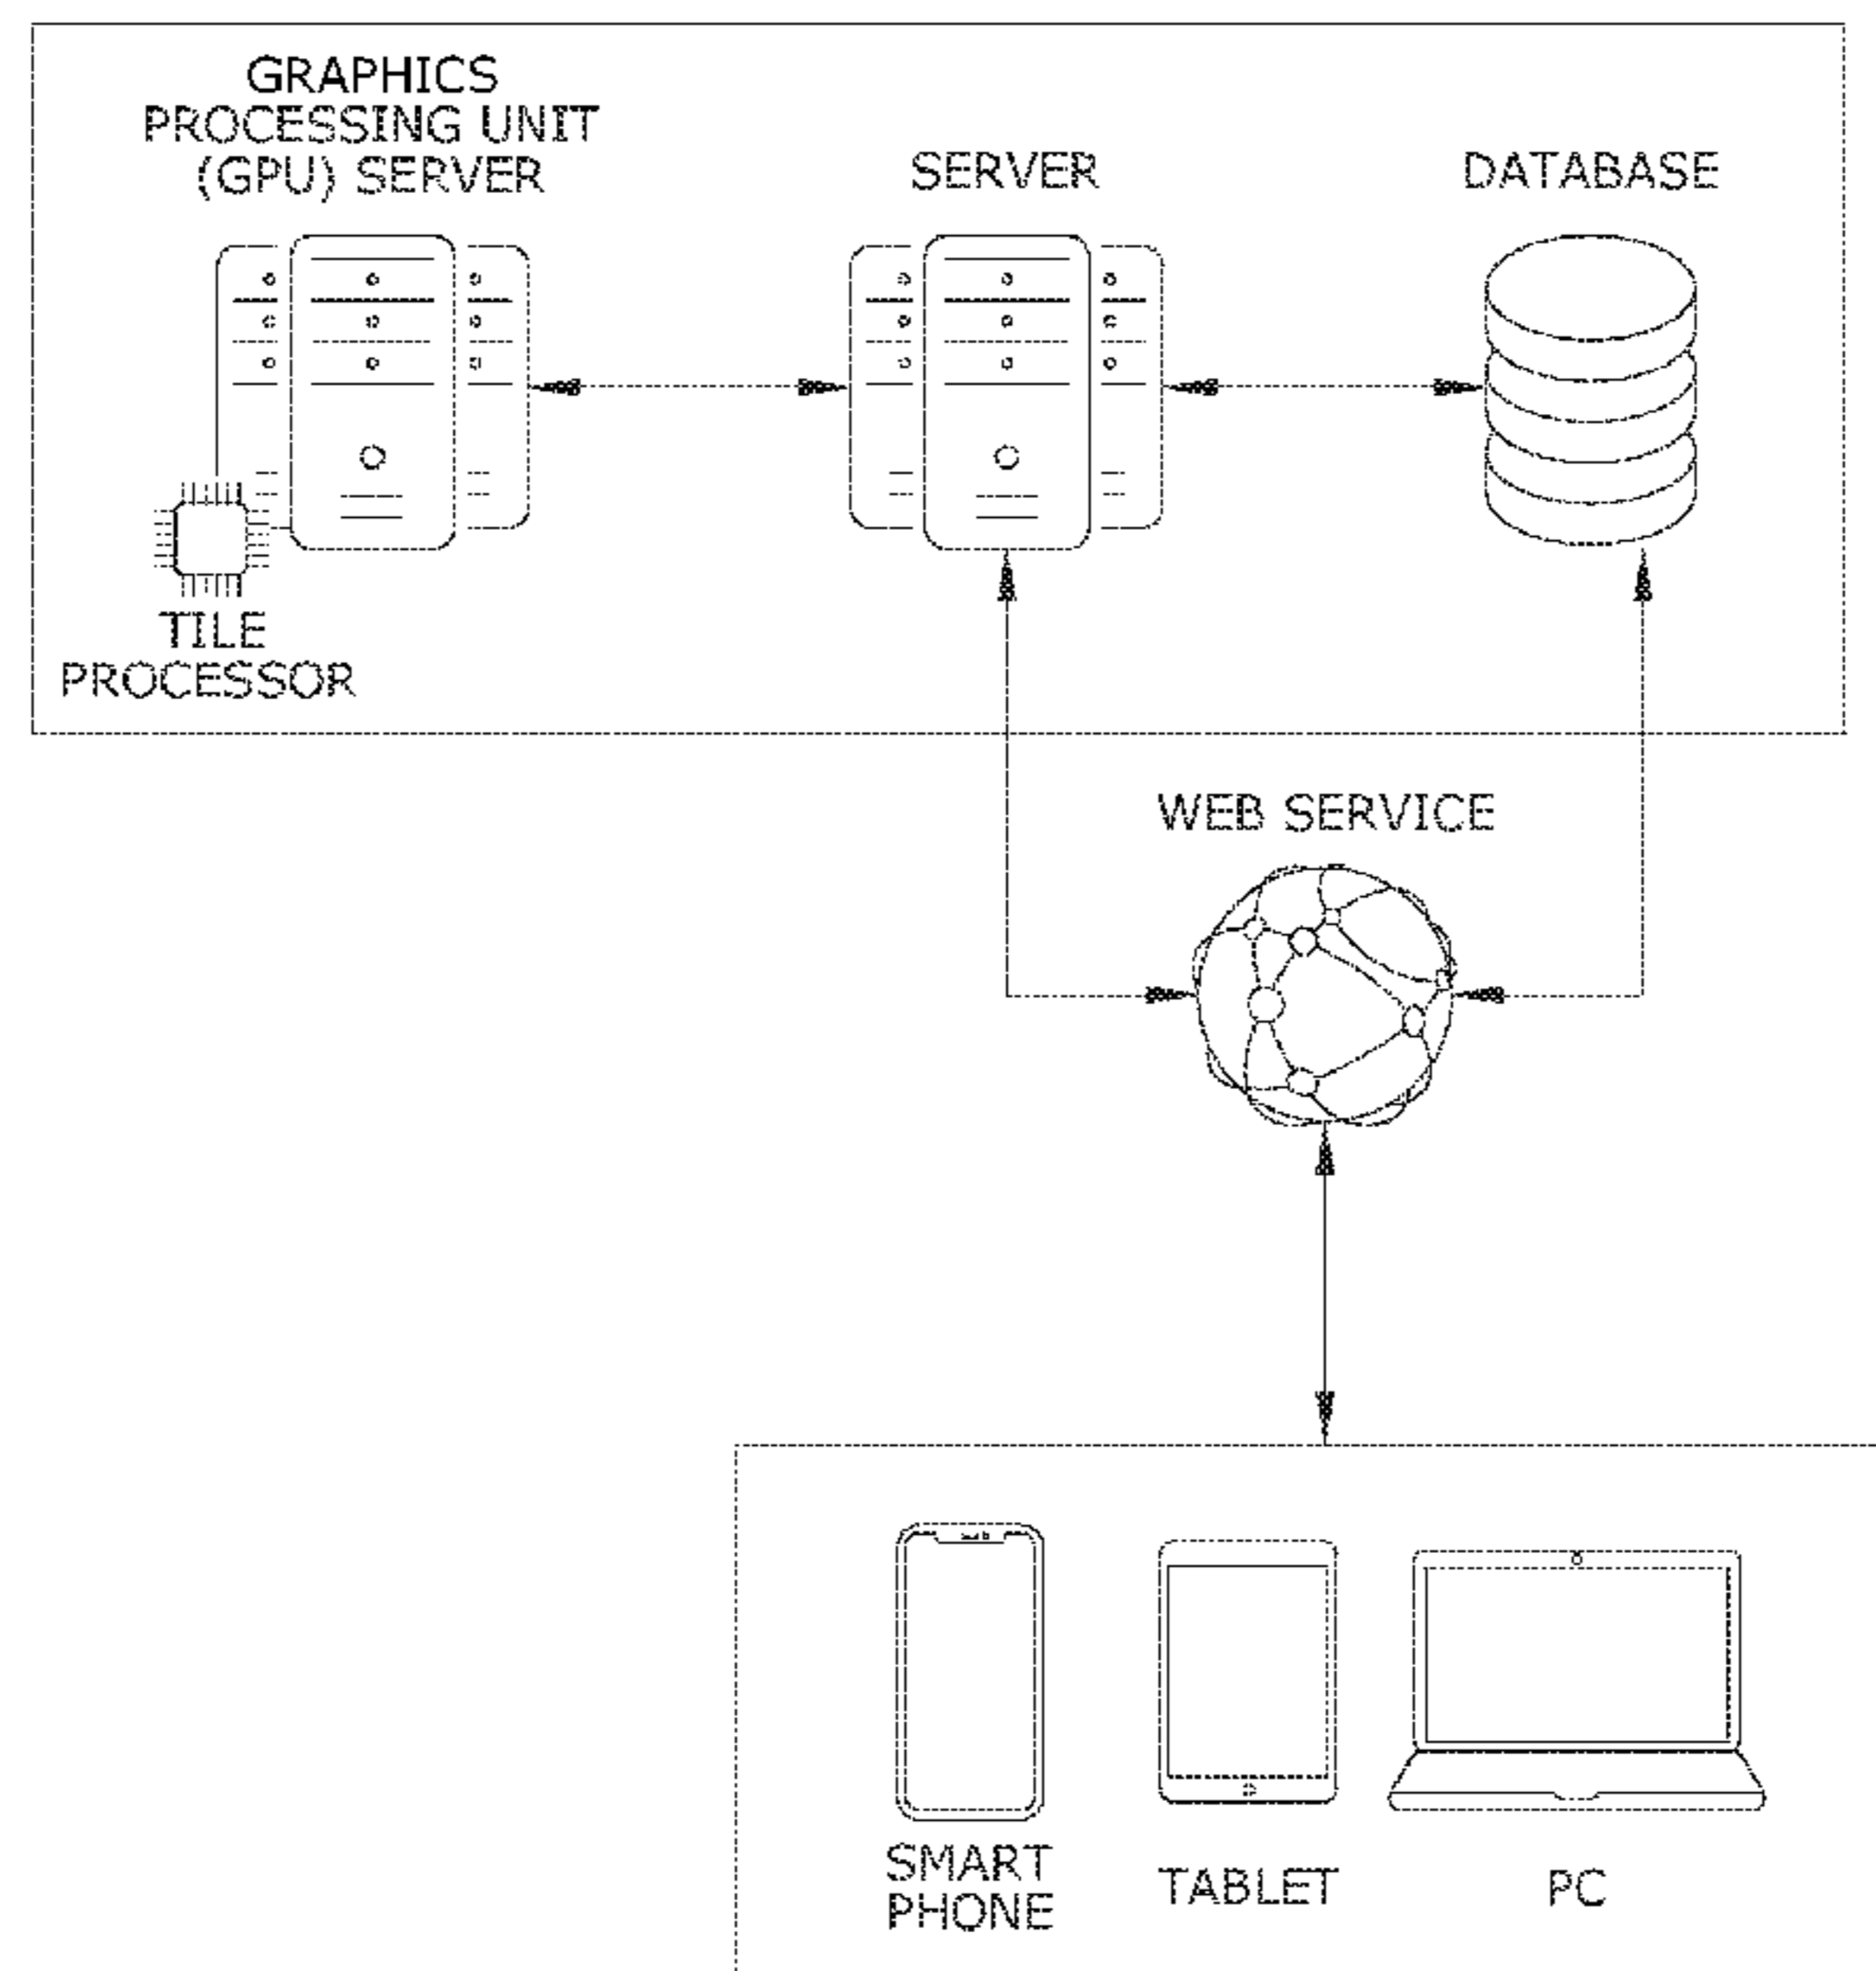 GRAPHICS
PROCESSING UNIT
(GPU) SERVER
SERVER
DATABASE
TILE
PROCESSOR
WEB SERVICE
SMART
PHONE
TABLET
PC